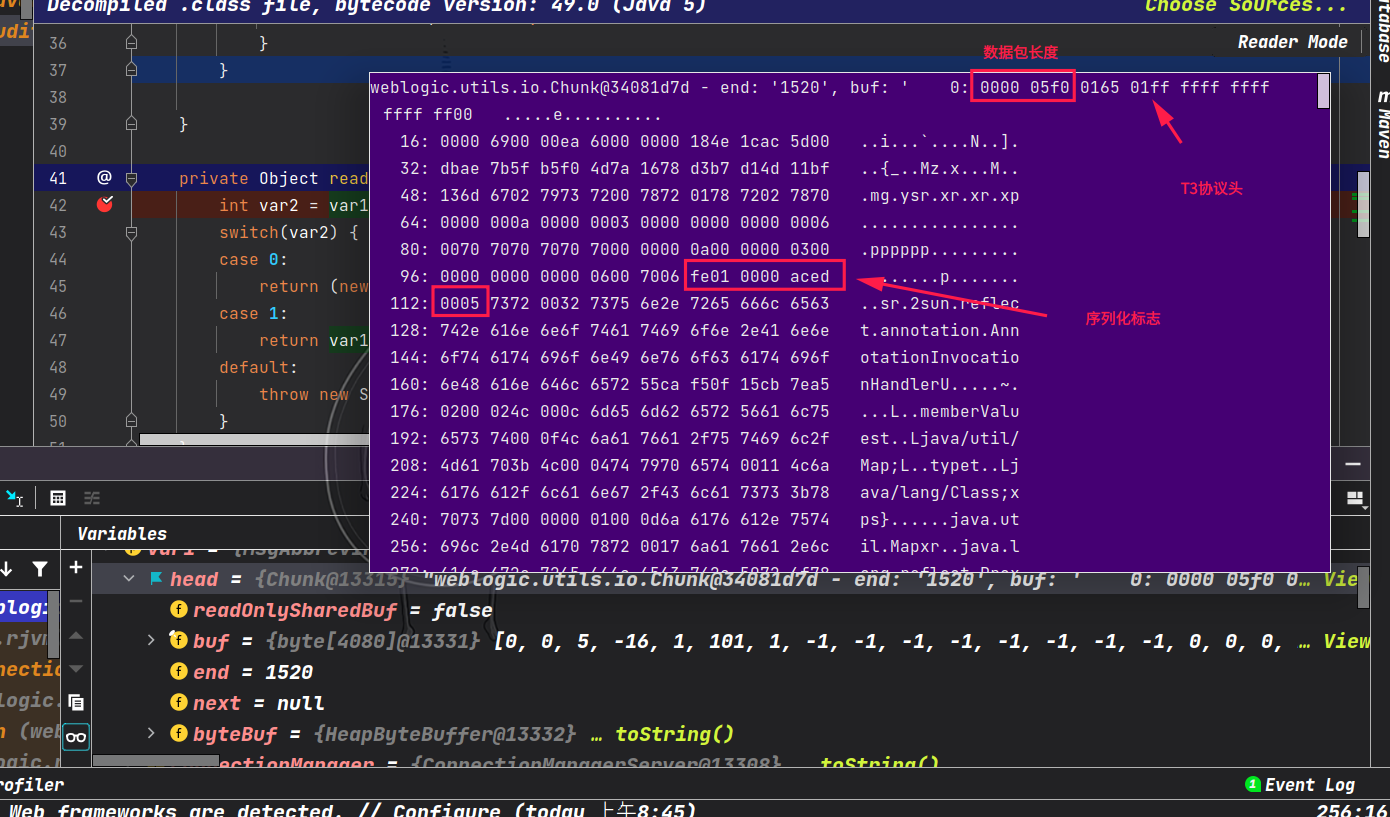 Decompiled .class file, bytecode version: 49.0 (Java 5)
Choose Sources...
Reader Mode
Database
m Maven
36 }
37 }
38
39 }
40
41 @ private Object read
42 int var2 = var1
43 switch(var2) {
44 case 0:
45 return (new
46 case 1:
47 return var1
48 default:
49 throw new S
50 }
数据包长度
T3协议头
序列化标志
weblogic.utils.io.Chunk@34081d7d - end: '1520', buf: ' 0: 0000 05f0 0165 01ff ffff ffff
ffff ff00 .....e..........
16: 0000 6900 00ea 6000 0000 184e 1cac 5d00 ..i...`....N..].
32: dbae 7b5f b5f0 4d7a 1678 d3b7 d14d 11bf ..{_..Mz.x...M..
48: 136d 6702 7973 7200 7872 0178 7202 7870 .mg.ysr.xr.xr.xp
64: 0000 000a 0000 0003 0000 0000 0000 0006 ................
80: 0070 7070 7070 7000 0000 0a00 0000 0300 .pppppp.........
96: 0000 0000 0000 0600 7006 fe01 0000 aced ........p.......
112: 0005 7372 0032 7375 6e2e 7265 666c 6563 ..sr.2sun.reflec
128: 742e 616e 6e6f 7461 7469 6f6e 2e41 6e6e t.annotation.Ann
144: 6f74 6174 696f 6e49 6e76 6f63 6174 696f otationInvocatio
160: 6e48 616e 646c 6572 55ca f50f 15cb 7ea5 nHandlerU.....~.
176: 0200 024c 000c 6d65 6d62 6572 5661 6c75 ...L..memberValu
192: 6573 7400 0f4c 6a61 7661 2f75 7469 6c2f est..Ljava/util/
208: 4d61 703b 4c00 0474 7970 6574 0011 4c6a Map;L..typet..Lj
224: 6176 612f 6c61 6e67 2f43 6c61 7373 3b78 ava/lang/Class;x
240: 7073 7d00 0000 0100 0d6a 6176 612e 7574 ps}......java.ut
256: 696c 2e4d 6170 7872 0017 6a61 7661 2e6c il.Mapxr..java.l
Variables
head = {Chunk@13315} "weblogic.utils.io.Chunk@34081d7d - end: '1520', buf: ' 0: 0000 05f0 0… View
readOnlySharedBuf = false
buf = {byte[4080]@13331} [0, 0, 5, -16, 1, 101, 1, -1, -1, -1, -1, -1, -1, -1, -1, 0, 0, 0, … View
end = 1520
next = null
byteBuf = {HeapByteBuffer@13332} … toString()
connectionManager = {ConnectionManagerServer@13308} … toString()
rofiler
1 Event Log
Web frameworks are detected. // Configure (today 上午8:45)
256:16